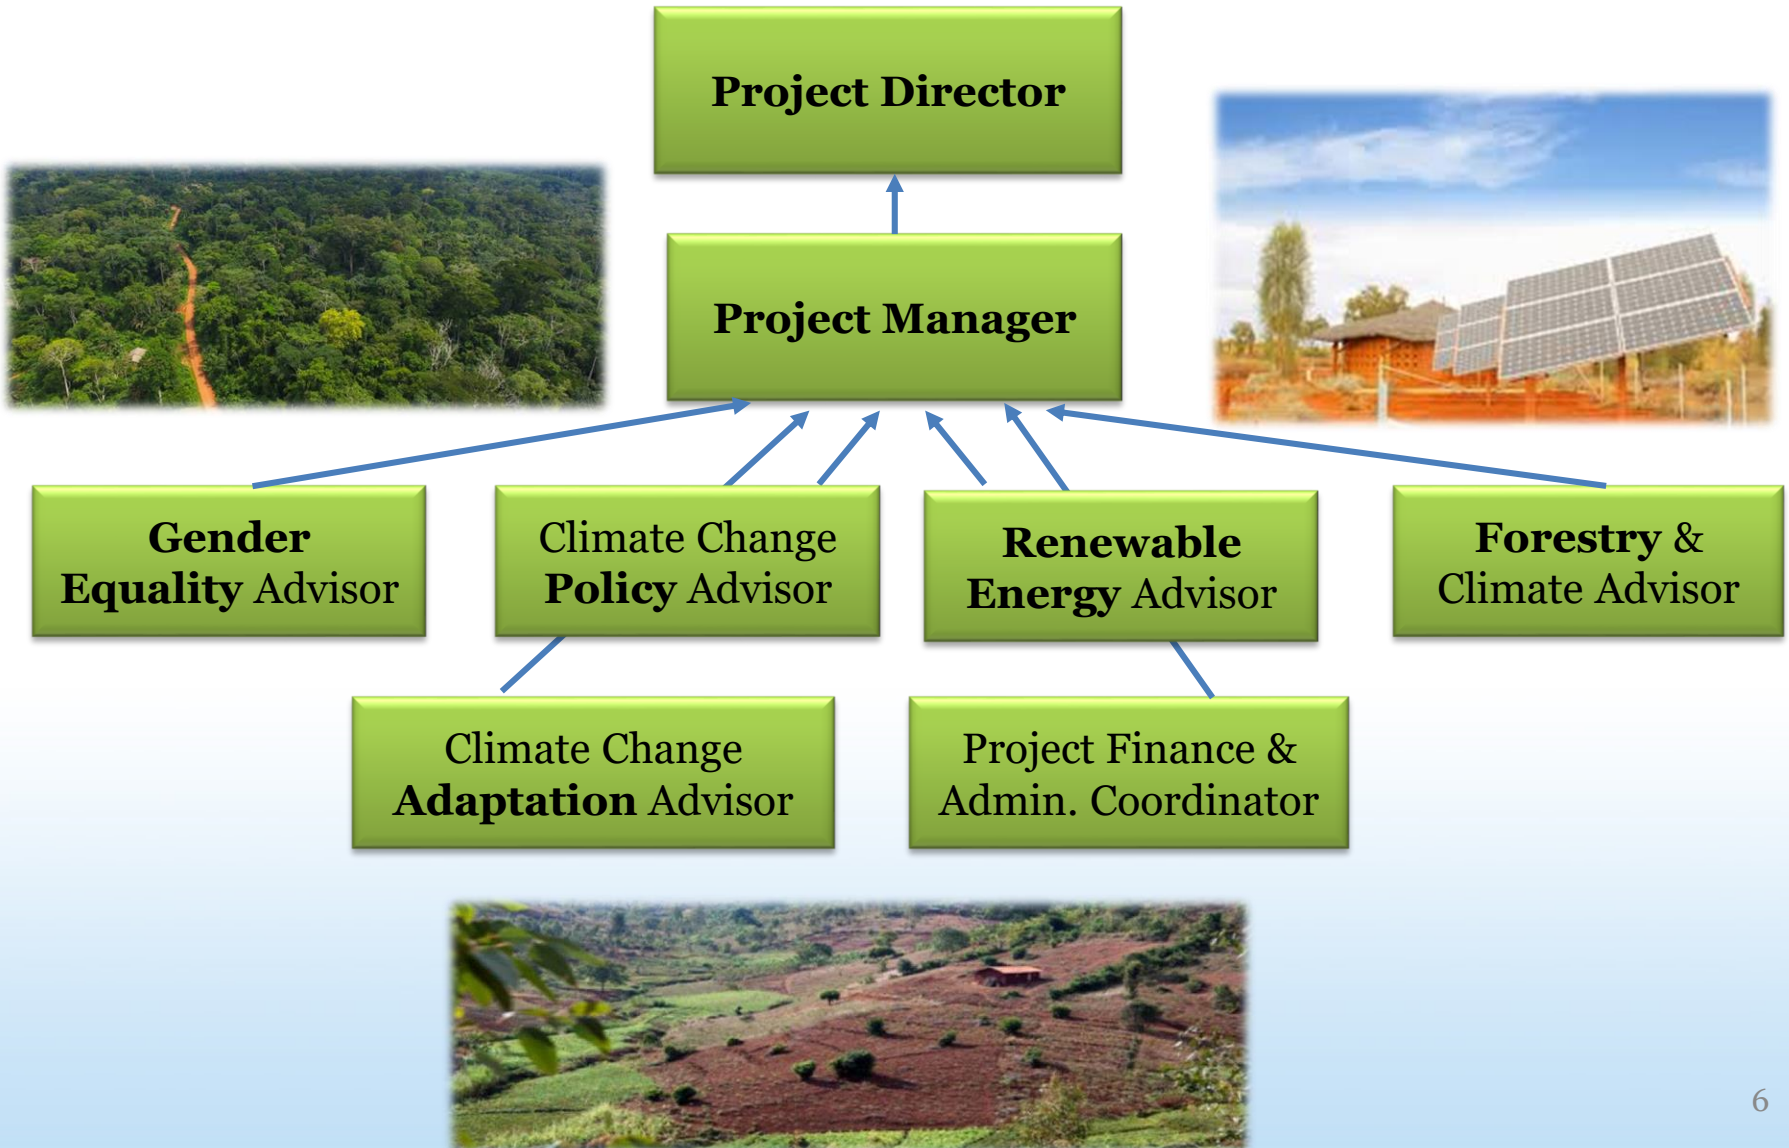 Project Director
Project Manager
Gender
Equality Advisor
Climate Change
Policy Advisor
Renewable
Energy Advisor
Forestry &
Climate Advisor
Climate Change
Adaptation Advisor
Project Finance &
Admin. Coordinator
6